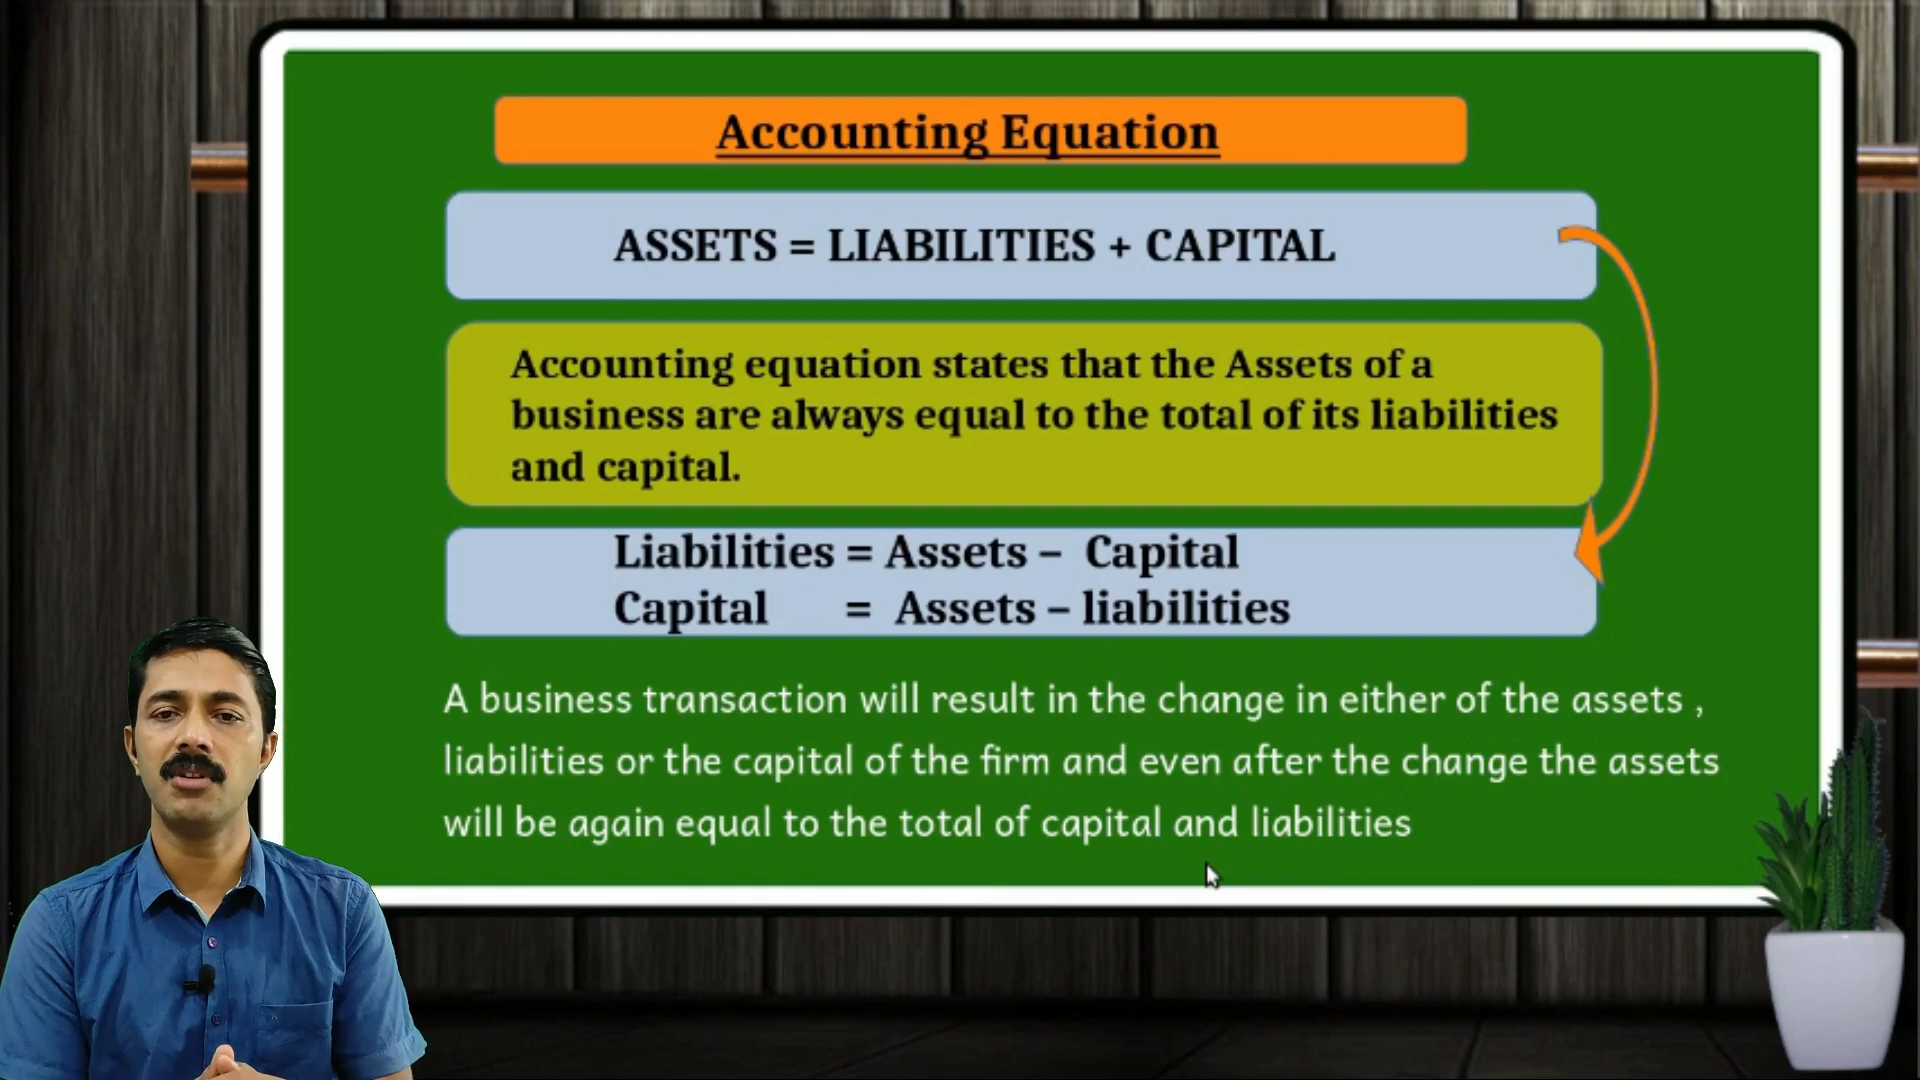 Accounting Equation
ASSETS = LIABILITIES + CAPITAL
Accounting equation states that the Assets of a
business are always equal to the total of its liabilities
and capital.
Liabilities = Assets – Capital
Capital = Assets – liabilities
A business transaction will result in the change in either of the assets ,
liabilities or the capital of the firm and even after the change the assets
will be again equal to the total of capital and liabilities